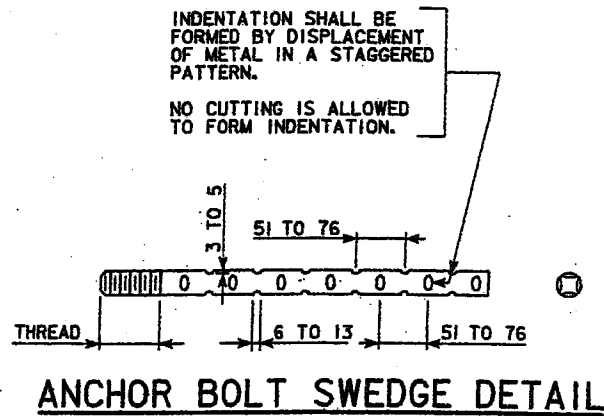 INDENTATION SHALL BE
FORMED BY DISPLACEMENT
OF METAL IN A STAGGERED
PATTERN.
NO CUTTING IS ALLOWED
TO FORM INDENTATION.
3 TO 5
51 TO 76
THREAD
6 TO 13
51 TO 76
ANCHOR BOLT SWEDGE DETAIL